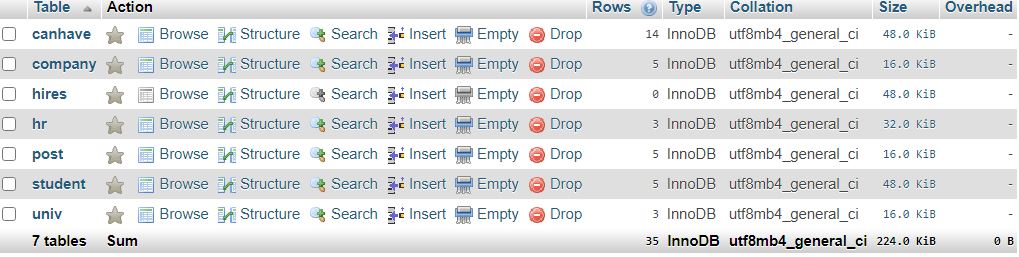 Table Action Rows Type Collation Size Overhead
canhave Browse Structure Search Insert Empty Drop 14 InnoDB utf8mb4_general_ci 48.0 KiB -
company Browse Structure Search Insert Empty Drop 5 InnoDB utf8mb4_general_ci 16.0 KiB -
hires Browse Structure Search Insert Empty Drop 0 InnoDB utf8mb4_general_ci 48.0 KiB -
hr Browse Structure Search Insert Empty Drop 3 InnoDB utf8mb4_general_ci 32.0 KiB -
post Browse Structure Search Insert Empty Drop 5 InnoDB utf8mb4_general_ci 16.0 KiB -
student Browse Structure Search Insert Empty Drop 5 InnoDB utf8mb4_general_ci 48.0 KiB -
univ Browse Structure Search Insert Empty Drop 3 InnoDB utf8mb4_general_ci 16.0 KiB -
7 tables Sum 35 InnoDB utf8mb4_general_ci 224.0 KiB 0 B